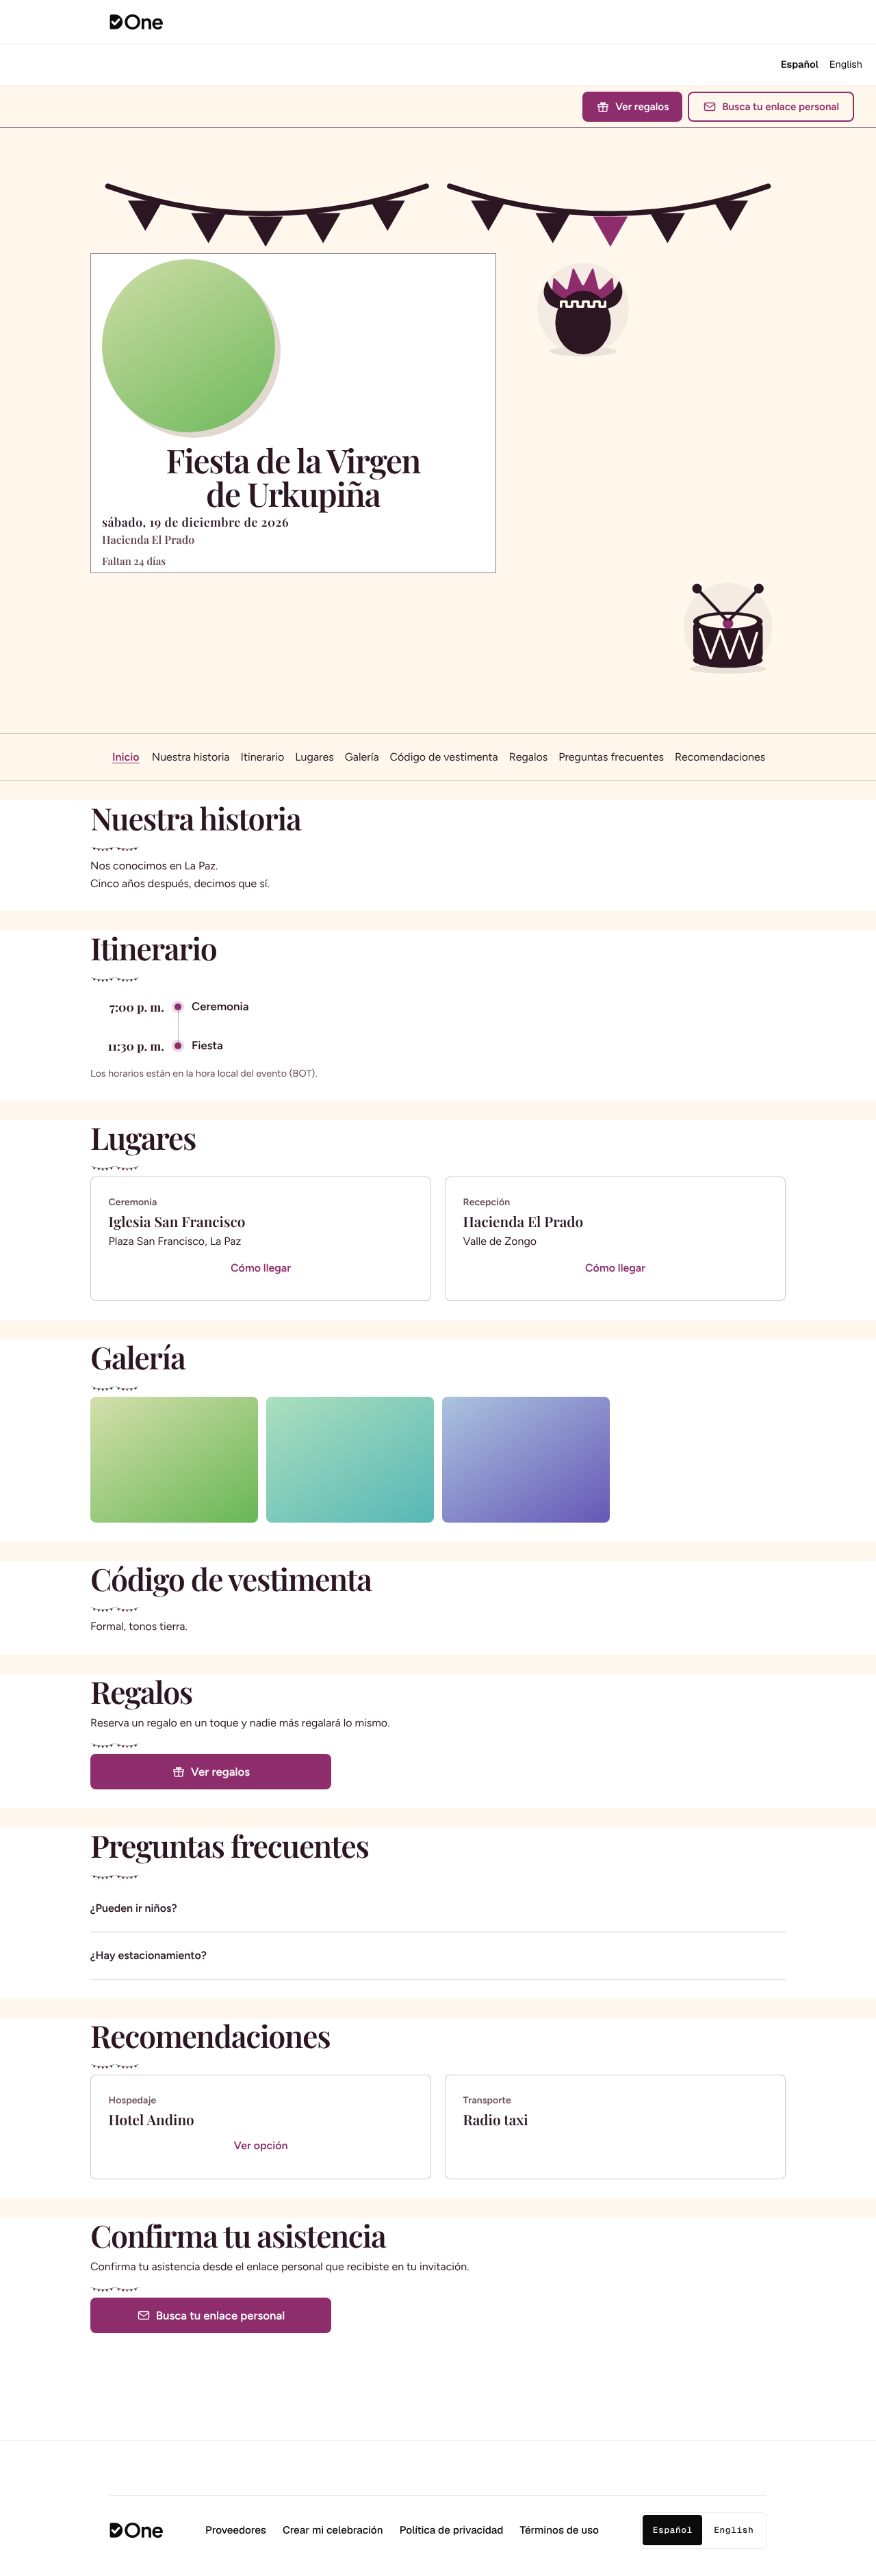 One
Español English
Ver regalos Busca tu enlace personal
Fiesta de la Virgen
de Urkupiña
sábado, 19 de diciembre de 2026
Hacienda El Prado
Faltan 24 días
Inicio Nuestra historia Itinerario Lugares Galería Código de vestimenta Regalos Preguntas frecuentes Recomendaciones
Nuestra historia
Nos conocimos en La Paz.
Cinco años después, decimos que sí.
Itinerario
7:00 p. m. Ceremonia
11:30 p. m. Fiesta
Los horarios están en la hora local del evento (BOT).
Lugares
Ceremonia
Iglesia San Francisco
Plaza San Francisco, La Paz
Cómo llegar
Recepción
Hacienda El Prado
Valle de Zongo
Cómo llegar
Galería
Código de vestimenta
Formal, tonos tierra.
Regalos
Reserva un regalo en un toque y nadie más regalará lo mismo.
Ver regalos
Preguntas frecuentes
¿Pueden ir niños?
¿Hay estacionamiento?
Recomendaciones
Hospedaje
Hotel Andino
Ver opción
Transporte
Radio taxi
Confirma tu asistencia
Confirma tu asistencia desde el enlace personal que recibiste en tu invitación.
Busca tu enlace personal
One Proveedores Crear mi celebración Política de privacidad Términos de uso Español English